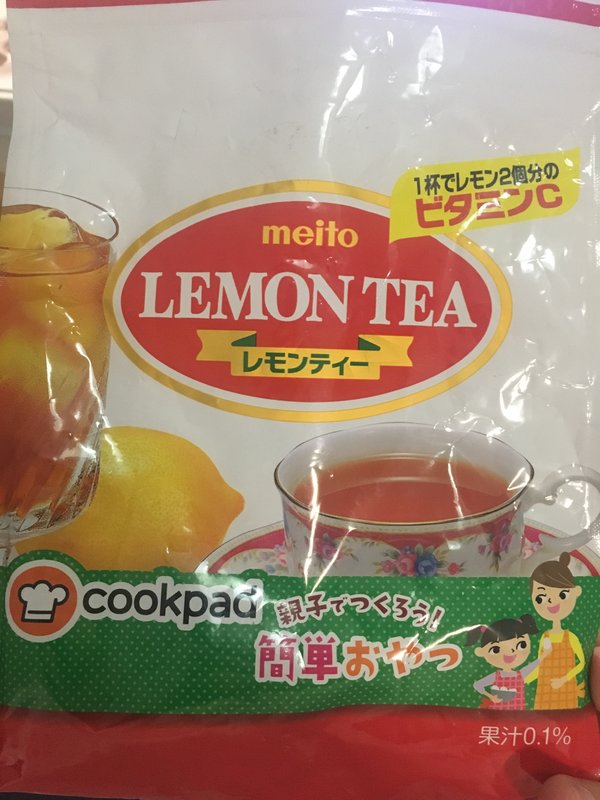 1杯でレモン2個分の
ビタミンC
meito
LEMON TEA
レモンティー
cookpad
親子でつくろう!
簡単おやつ
果汁0.1%